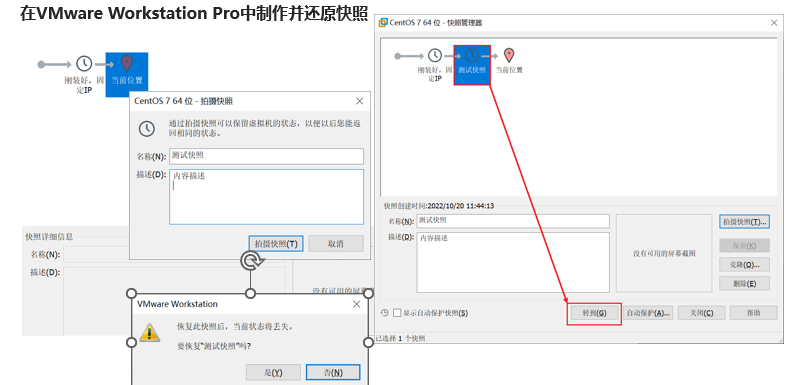 在VMware Workstation Pro中制作并还原快照
刚装好，固
定IP
当前位置
CentOS 7 64 位 - 拍摄快照
通过拍摄快照可以保留虚拟机的状态，以便以后您能返
回相同的状态。
名称(N):
测试快照
描述(D):
内容描述
拍摄快照(T)
取消
快照详细信息
名称(N):
描述(D):
没有可用的屏幕截
VMware Workstation
恢复此快照后，当前状态将丢失。
要恢复“测试快照”吗?
是(Y)
否(N)
CentOS 7 64 位 - 快照管理器
刚装好，固
定IP
测试快照
当前位置
快照创建时间:2022/10/20 11:44:13
名称(N):
测试快照
拍摄快照(T)...
描述(D):
内容描述
没有可用的屏幕截图
保留(K)
克隆(O)...
删除(E)
显示自动保护快照(S)
转到(G)
自动保护(A)...
关闭(C)
帮助
已选择 1 个快照